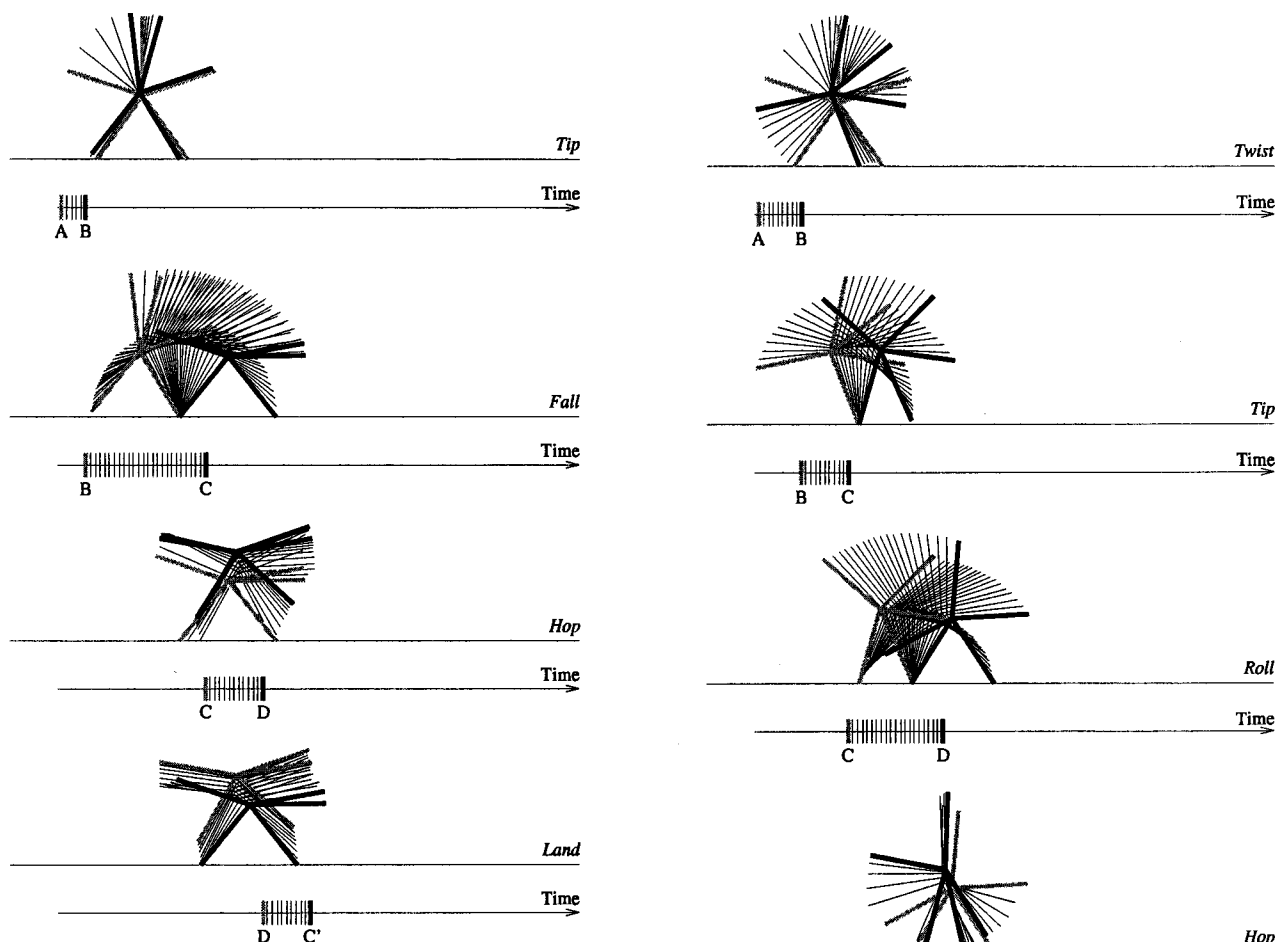 Tip
Time
A B
Fall
Time
B C
Hop
Time
C D
Land
Time
D C'
Twist
Time
A B
Tip
Time
B C
Roll
Time
C D
Hop